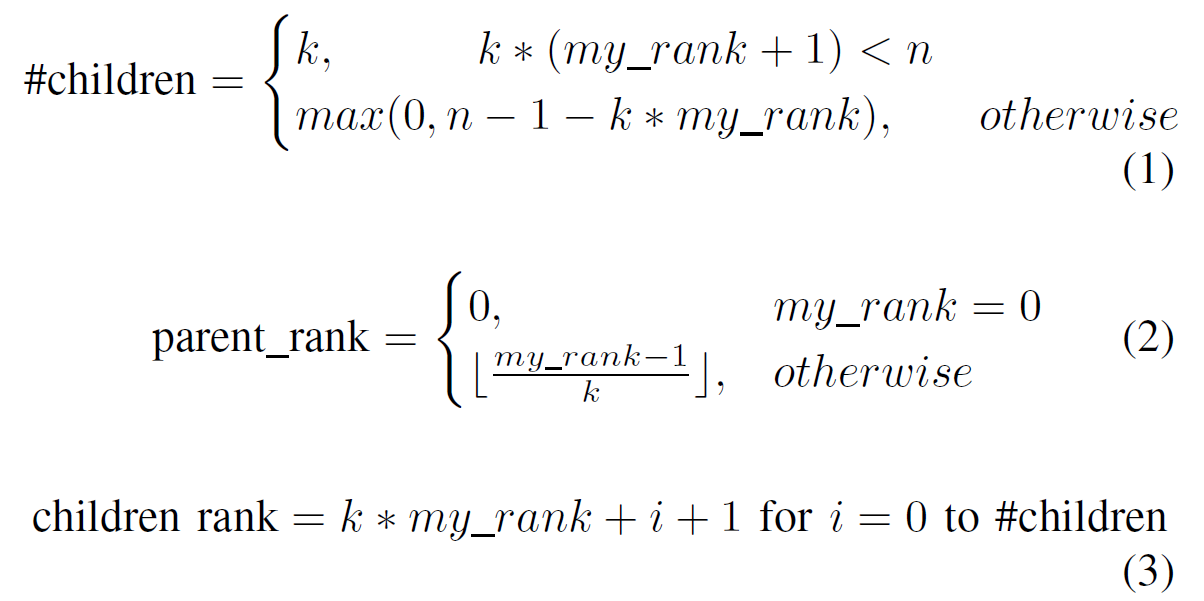 #children = { k, k ∗ (my_rank + 1) < n
max(0, n − 1 − k ∗ my_rank), otherwise
(1)
parent_rank = { 0, my_rank = 0
⌊ my_rank−1 / k ⌋, otherwise (2)
children rank = k ∗ my_rank + i + 1 for i = 0 to #children
(3)